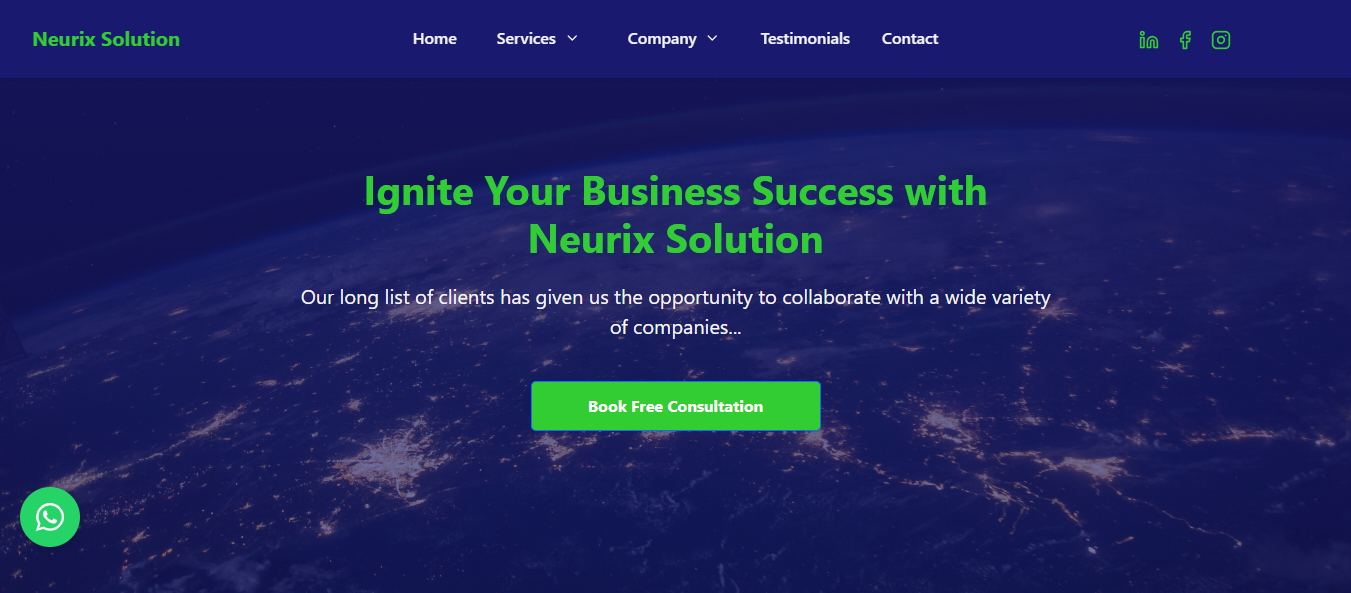 Neurix Solution
Home Services Company Testimonials Contact
Ignite Your Business Success with
Neurix Solution
Our long list of clients has given us the opportunity to collaborate with a wide variety
of companies...
Book Free Consultation